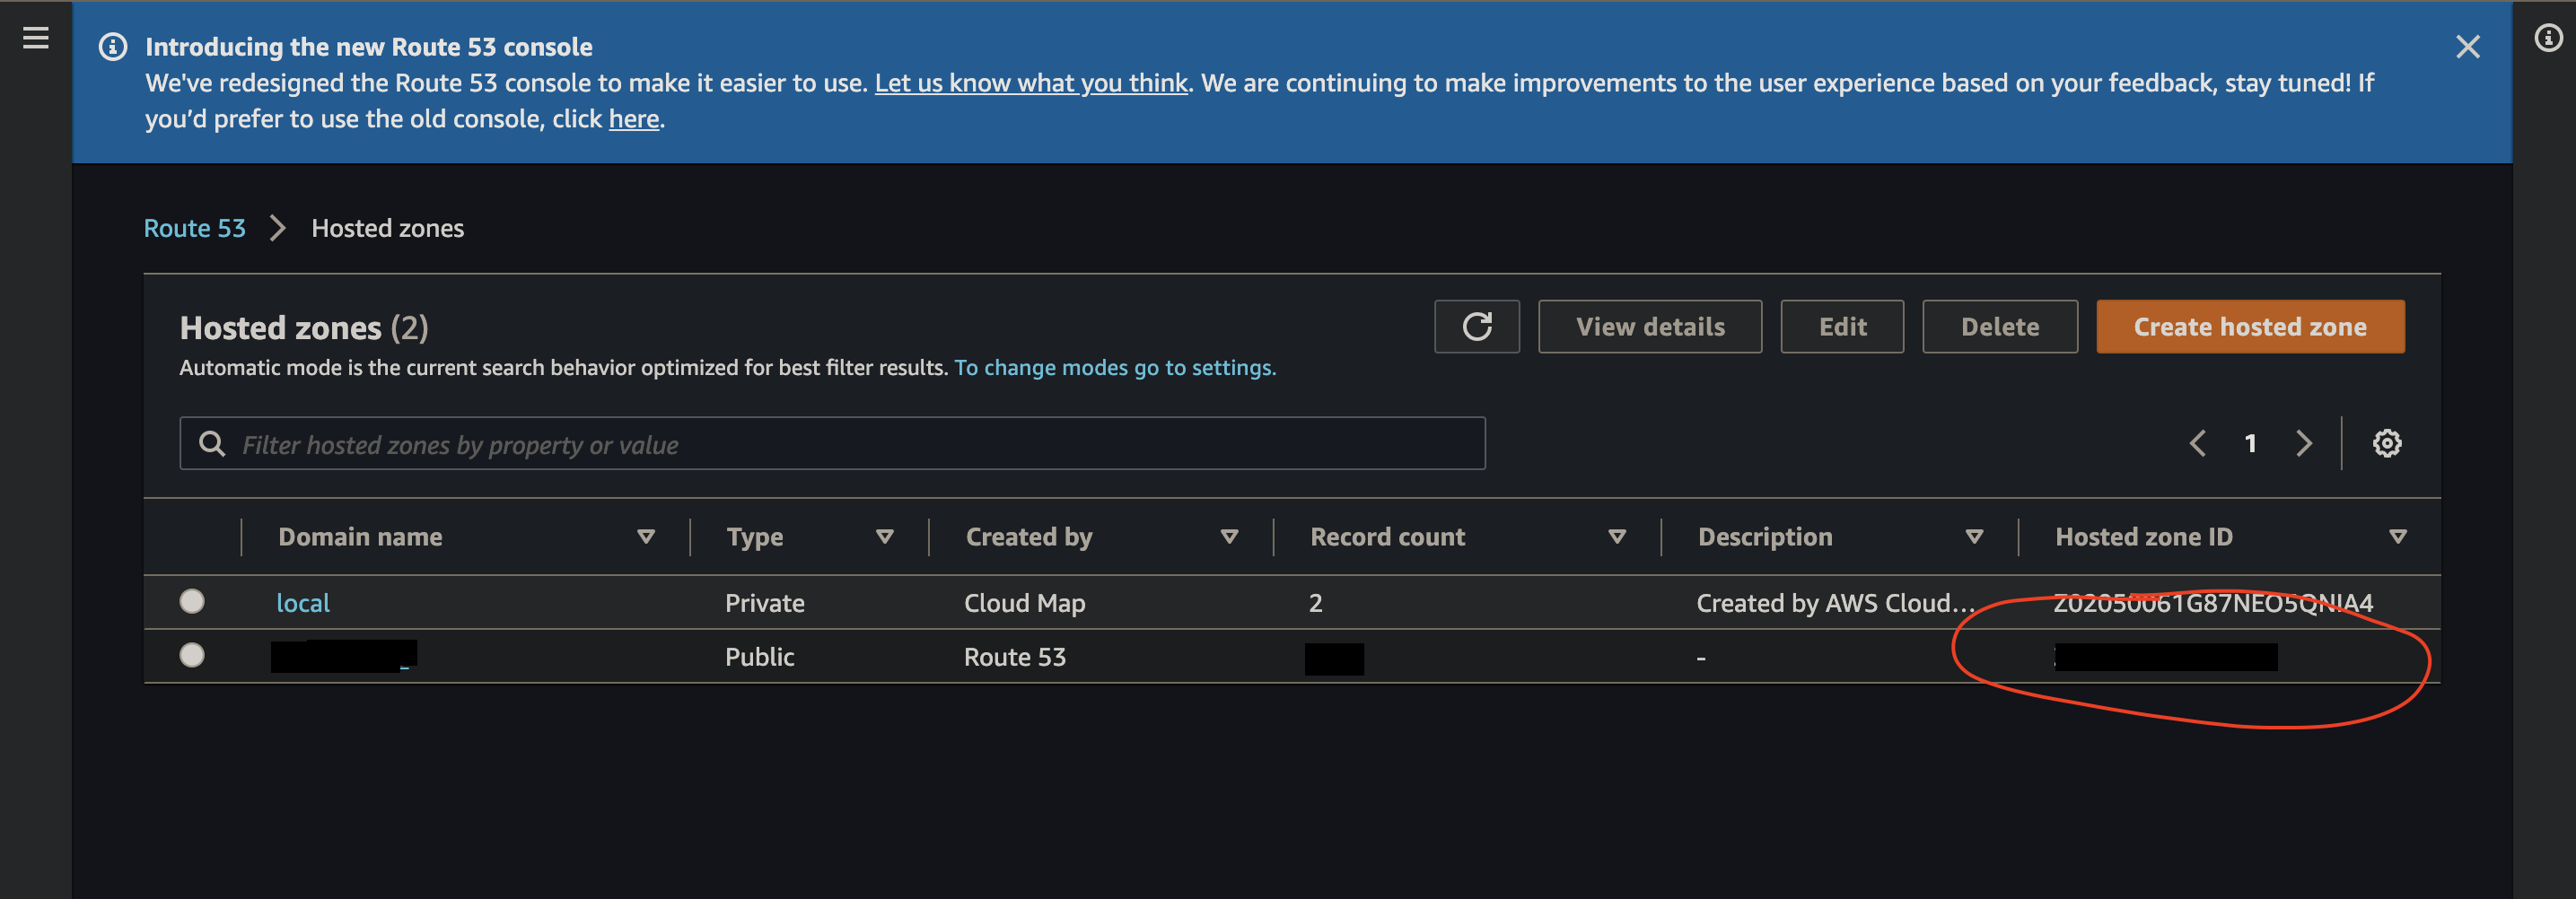 Introducing the new Route 53 console
We've redesigned the Route 53 console to make it easier to use. Let us know what you think. We are continuing to make improvements to the user experience based on your feedback, stay tuned! If
you’d prefer to use the old console, click here.
Route 53 > Hosted zones
Hosted zones (2)
View details
Edit
Delete
Create hosted zone
Automatic mode is the current search behavior optimized for best filter results. To change modes go to settings.
Filter hosted zones by property or value
1
Domain name Type Created by Record count Description Hosted zone ID
local Private Cloud Map 2 Created by AWS Cloud... Z02050061G87NEO5QNIA4
Public Route 53 -